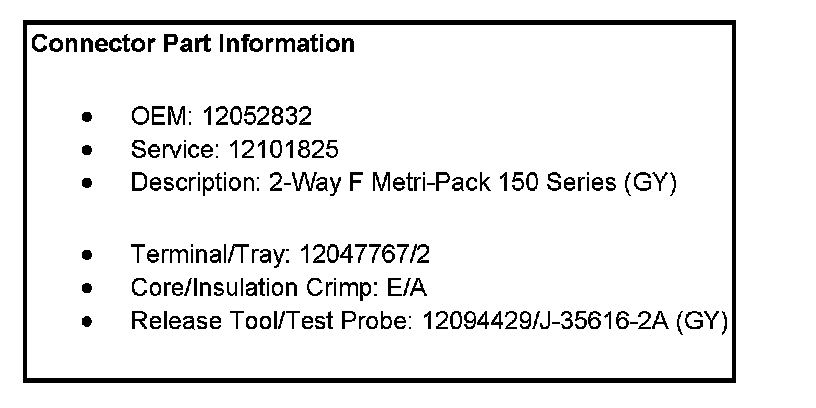 Connector Part Information
• OEM: 12052832
• Service: 12101825
• Description: 2-Way F Metri-Pack 150 Series (GY)
• Terminal/Tray: 12047767/2
• Core/Insulation Crimp: E/A
• Release Tool/Test Probe: 12094429/J-35616-2A (GY)